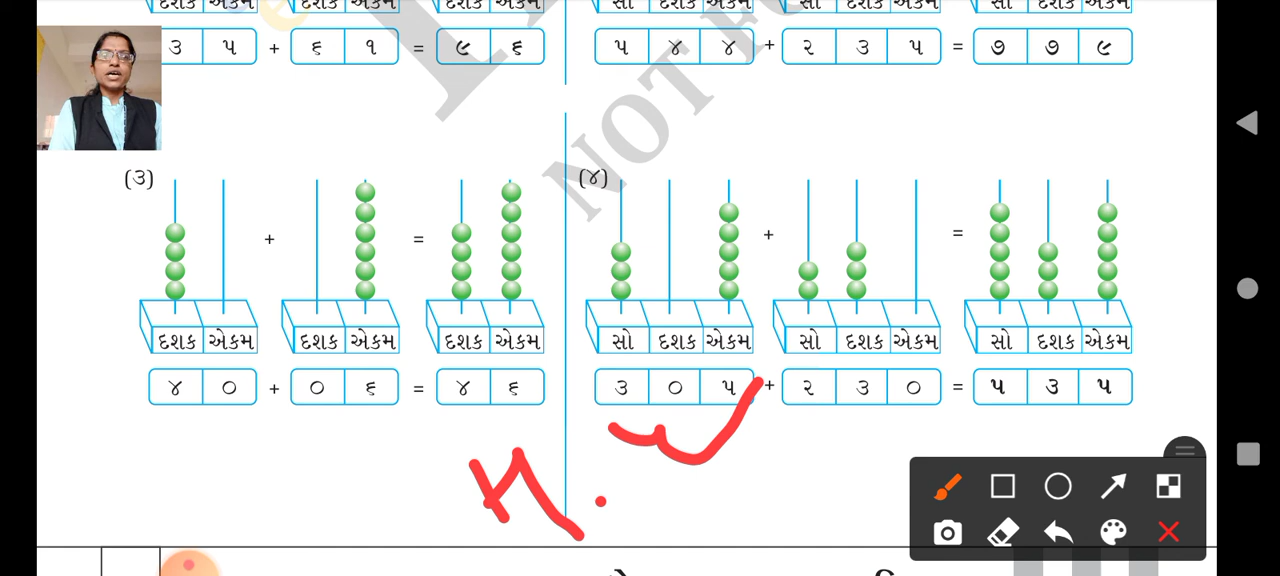 દશક એકમ દશક એકમ દશક એકમ સો દશક એકમ સો દશક એકમ સો દશક એકમ
૩ ૫ + ૬ ૧ = ૯ ૬ ૫ ૪ ૪ + ૨ ૩ ૫ = ૭ ૭ ૯
NOT FO
(૩) + = (૪) + =
દશક એકમ દશક એકમ દશક એકમ સો દશક એકમ સો દશક એકમ સો દશક એકમ
૪ ૦ + ૦ ૬ = ૪ ૬ ૩ ૦ ૫ + ૨ ૩ ૦ = ૫ ૩ ૫